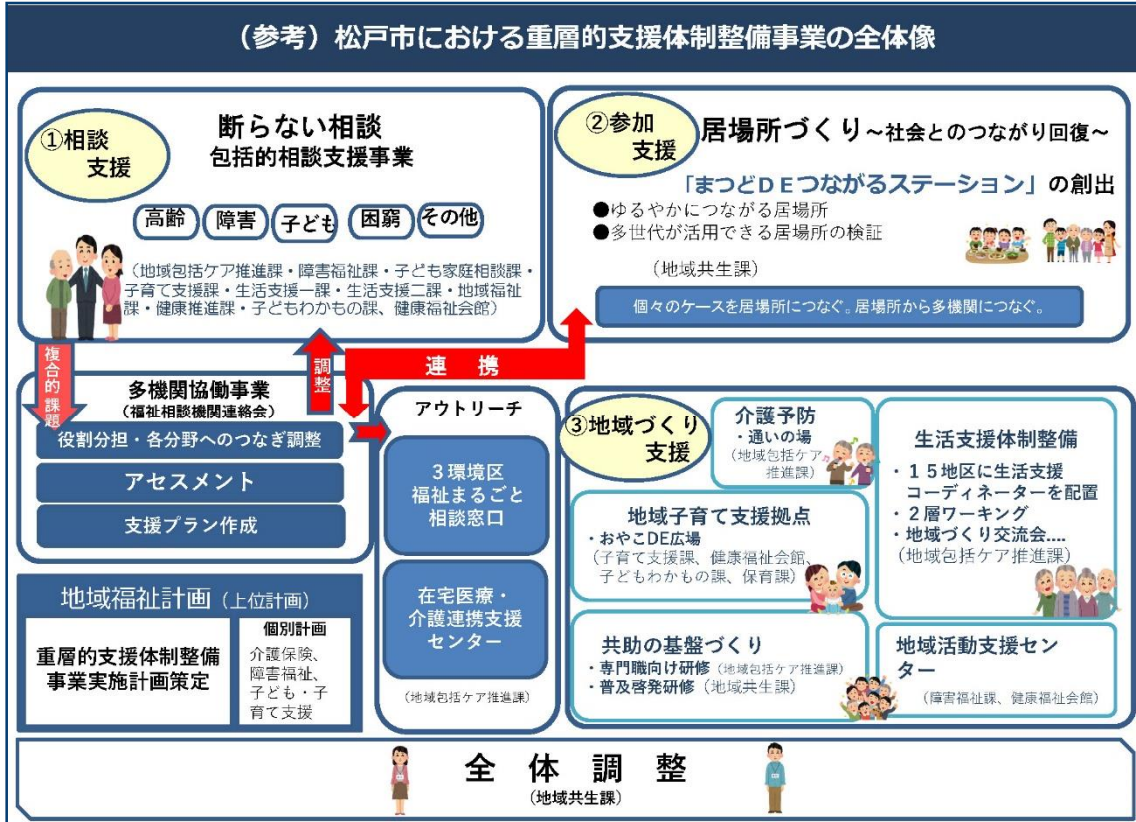 （参考）松戸市における重層的支援体制整備事業の全体像
①相談
支援
断らない相談
包括的相談支援事業
高齢
障害
子ども
困窮
その他
（地域包括ケア推進課・障害福祉課・子ども家庭相談課・
子育て支援課・生活支援一課・生活支援二課・地域福祉
課・健康推進課・子どもわかもの課、健康福祉会館）
②参加
支援
居場所づくり～社会とのつながり回復～
「まつどＤＥつながるステーション」の創出
●ゆるやかにつながる居場所
●多世代が活用できる居場所の検証
（地域共生課）
個々のケースを居場所につなぐ。居場所から多機関につなぐ。
複合的課題
調整
連携
多機関協働事業
（福祉相談機関連絡会）
役割分担・各分野へのつなぎ調整
アセスメント
支援プラン作成
アウトリーチ
３環境区
福祉まるごと
相談窓口
在宅医療・
介護連携支援
センター
（地域包括ケア推進課）
③地域づくり
支援
介護予防
・通いの場
（地域包括ケア
推進課）
地域子育て支援拠点
・おやこDE広場
（子育て支援課、健康福祉会館、
子どもわかもの課、保育課）
共助の基盤づくり
・専門職向け研修（地域包括ケア推進課）
・普及啓発研修（地域共生課）
生活支援体制整備
・１５地区に生活支援
コーディネーターを配置
・２層ワーキング
・地域づくり交流会....
（地域包括ケア推進課）
地域活動支援セン
ター
（障害福祉課、健康福祉会館）
地域福祉計画（上位計画）
重層的支援体制整備
事業実施計画策定
個別計画
介護保険、
障害福祉、
子ども・子
育て支援
全体調整
（地域共生課）